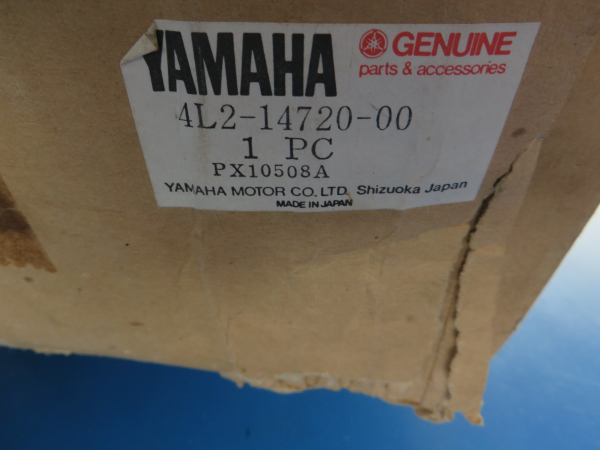 YAMAHA
GENUINE
parts & accessories
4L2-14720-00
1 PC
PX10508A
YAMAHA MOTOR CO. LTD. Shizuoka Japan
MADE IN JAPAN